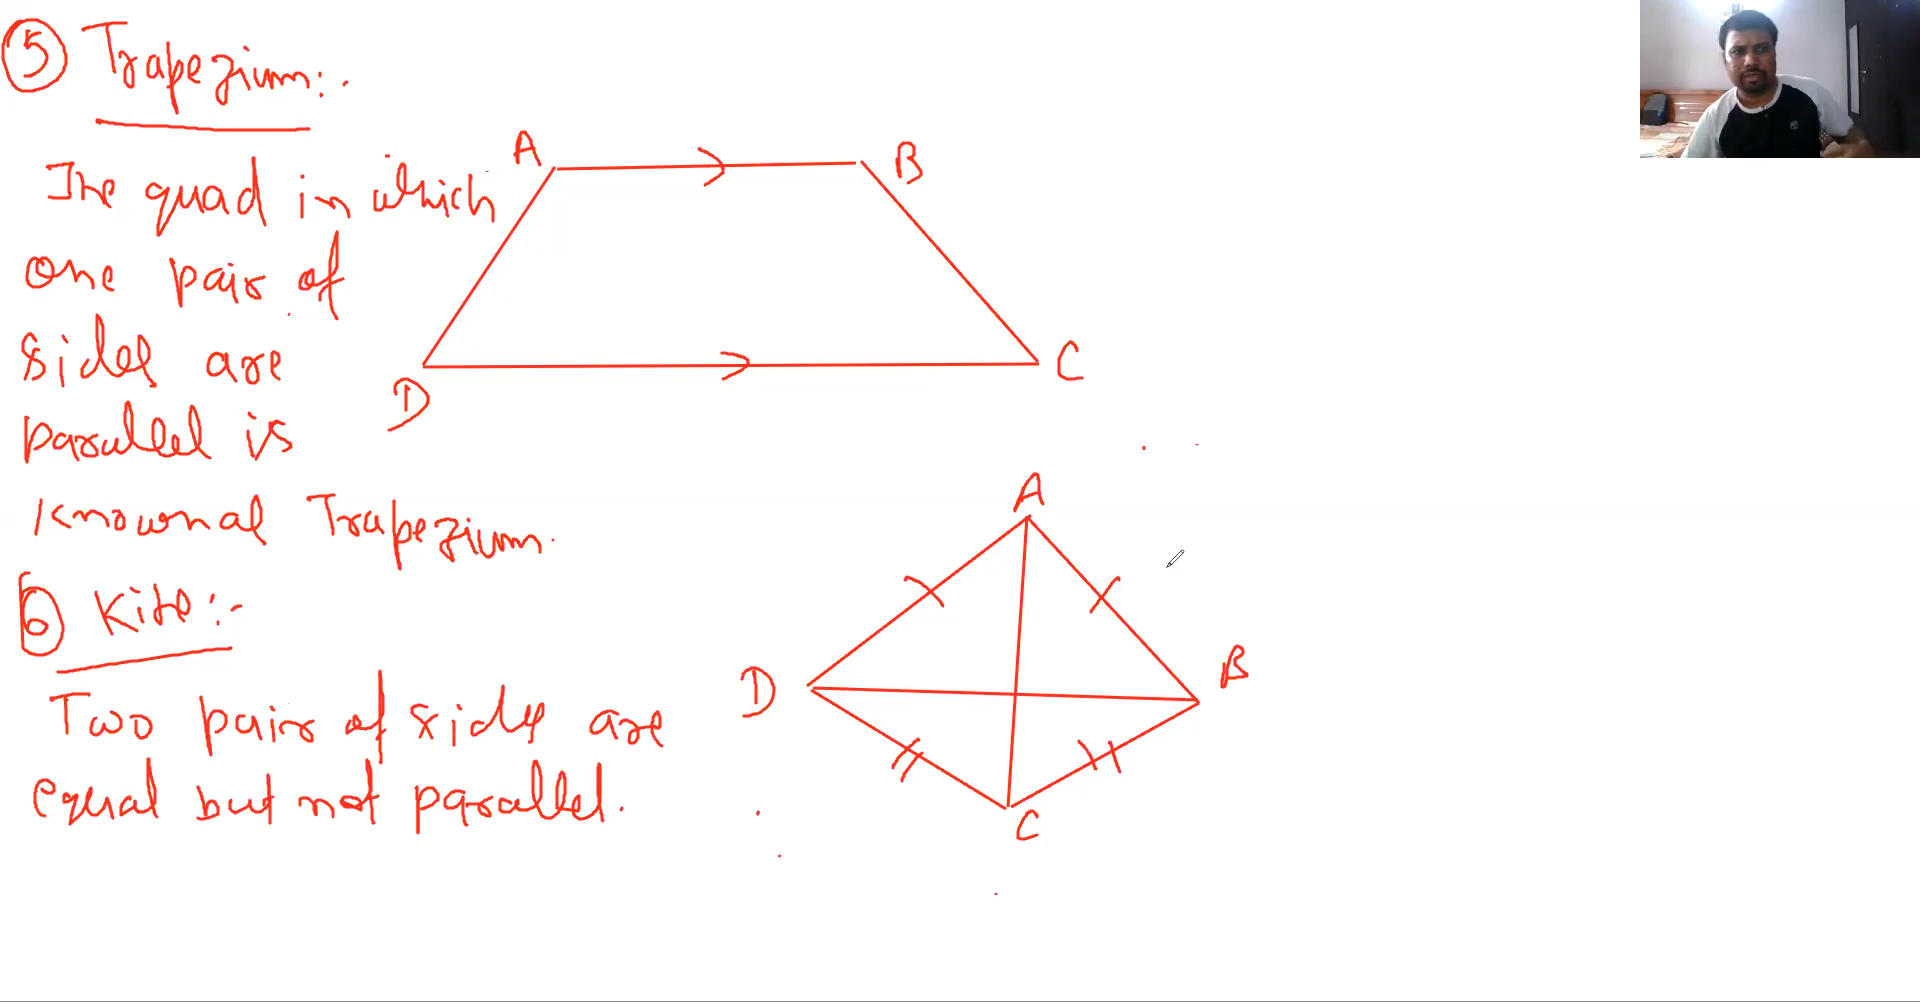 5 Trapezium:-
The quad in which
one pair of
sides are
parallel is
known as Trapezium.
A
B
C
D
6 Kite:-
Two pair of sides are
equal but not parallel.
A
B
D
C